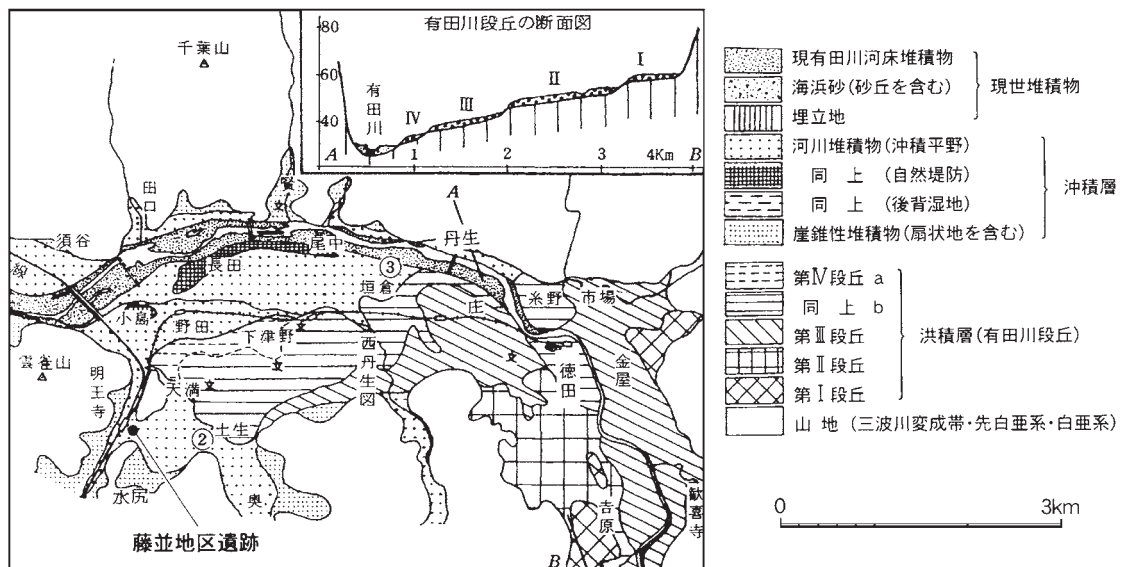 有田川段丘の断面図
80
60
40
有田川
I
II
III
IV
A
1
2
3
4Km
B
千葉山
田口
須谷
賢
尾中
長田
A
丹生
③
垣倉
庄
糸野
市場
小島
野田
下津野
西丹生図
徳田
金屋
雲雀山
明王寺
天満
土生
②
水尻
奥
吉原
歓喜寺
B
藤並地区遺跡
現有田川河床堆積物
海浜砂(砂丘を含む)
現世堆積物
埋立地
河川堆積物(沖積平野)
同 上 (自然堤防)
沖積層
同 上 (後背湿地)
崖錐性堆積物(扇状地を含む)
第Ⅳ段丘 a
同 上 b
第Ⅲ段丘
洪積層(有田川段丘)
第Ⅱ段丘
第Ⅰ段丘
山 地 (三波川変成帯・先白亜系・白亜系)
0
3km